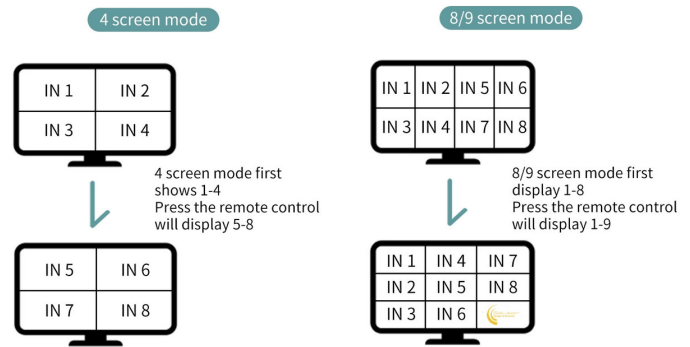 4 screen mode
IN 1 IN 2
IN 3 IN 4
4 screen mode first
shows 1-4
Press the remote control
will display 5-8
IN 5 IN 6
IN 7 IN 8
8/9 screen mode
IN 1 IN 2 IN 5 IN 6
IN 3 IN 4 IN 7 IN 8
8/9 screen mode first
display 1-8
Press the remote control
will display 1-9
IN 1 IN 4 IN 7
IN 2 IN 5 IN 8
IN 3 IN 6